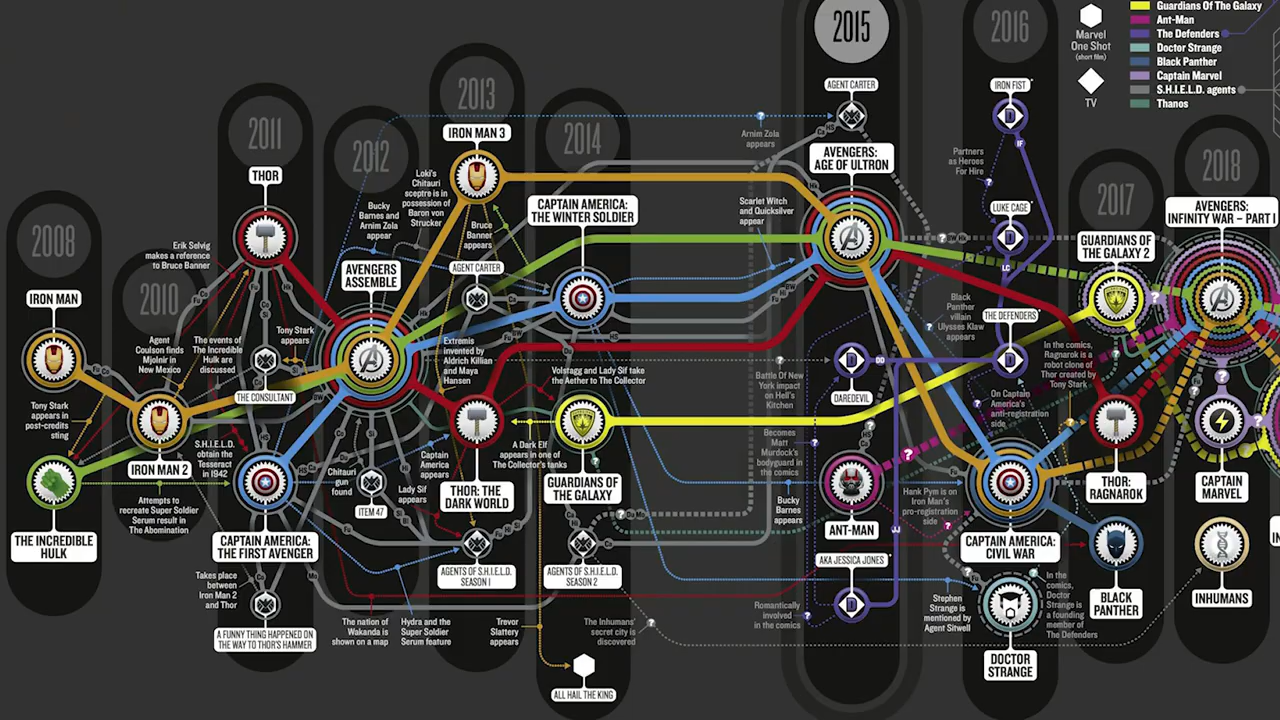 2008
IRON MAN
Tony Stark
appears in
post-credits
sting
THE INCREDIBLE
HULK
2010
Agent
Coulson finds
Mjolnir in
New Mexico
IRON MAN 2
Attempts to
recreate Super Soldier
Serum result in
The Abomination
2011
THOR
Erik Selvig
make a reference
to Bruce Banner
The events of
The Incredible
Hulk are
discussed
Tony Stark
appears
THE CONSULTANT
S.H.I.E.L.D.
obtain the
Tesseract
in 1942
CAPTAIN AMERICA:
THE FIRST AVENGER
Takes place
between
Iron Man 2
and Thor
A FUNNY THING HAPPENED ON
THE WAY TO THOR'S HAMMER
2012
Bucky
Barnes and
Arnim Zola
appear
AVENGERS
ASSEMBLE
Chitauri
gun
found
ITEM 47
The nation of
Wakanda is
shown on a map
2013
IRON MAN 3
Loki's
Chitauri
sceptre is in
possession of
Baron von
Strucker
Bruce
Banner
appears
AGENT CARTER
Extremis
invented by
Aldrich Killian
and Maya
Hansen
Captain
America
appears
Lady Sif
appears
THOR: THE
DARK WORLD
AGENTS OF S.H.I.E.L.D.
SEASON 1
Hydra and the
Super Soldier
Serum feature
Trevor
Slattery
appears
2014
CAPTAIN AMERICA:
THE WINTER SOLDIER
Volstagg and Lady Sif take
the Aether to The Collector
A Dark Elf
appears in one of
The Collector's tanks
GUARDIANS
OF THE GALAXY
AGENTS OF S.H.I.E.L.D.
SEASON 2
The Inhumans'
secret city is
discovered
ALL HAIL THE KING
2015
AGENT CARTER
Arnim Zola
appears
AVENGERS:
AGE OF ULTRON
Scarlet Witch and
Quicksilver
appear
Battle Of New
York impact
on Hell's
Kitchen
DAREDEVIL
DD
Becomes
Matt
Murdock's
bodyguard in
the comics
Bucky
Barnes
appears
ANT-MAN
AKA JESSICA JONES
JJ
Romantically
involved
in the comics
2016
IRON FIST
IF
Partners
as Heroes
For Hire
LUKE CAGE
LC
Black
Panther
villain
Ulysses Klaw
appears
THE DEFENDERS
On Captain
America's
anti-registration
side
Hank Pym is on
Iron Man's
pro-registration
side
CAPTAIN AMERICA:
CIVIL WAR
Stephen
Strange is
mentioned by
Agent Sitwell
DOCTOR
STRANGE
In the
comics,
Doctor
Strange is
a founding
member of
The Defenders
2017
GUARDIANS OF
THE GALAXY 2
In the comics,
Ragnarok is a
robot clone of
Thor created by
Tony Stark
THOR:
RAGNAROK
BLACK
PANTHER
2018
AVENGERS:
INFINITY WAR – PART I
CAPTAIN
MARVEL
INHUMANS
Marvel
One Shot
(short film)
TV
Guardians Of The Galaxy
Ant-Man
The Defenders
Doctor Strange
Black Panther
Captain Marvel
S.H.I.E.L.D. agents
Thanos